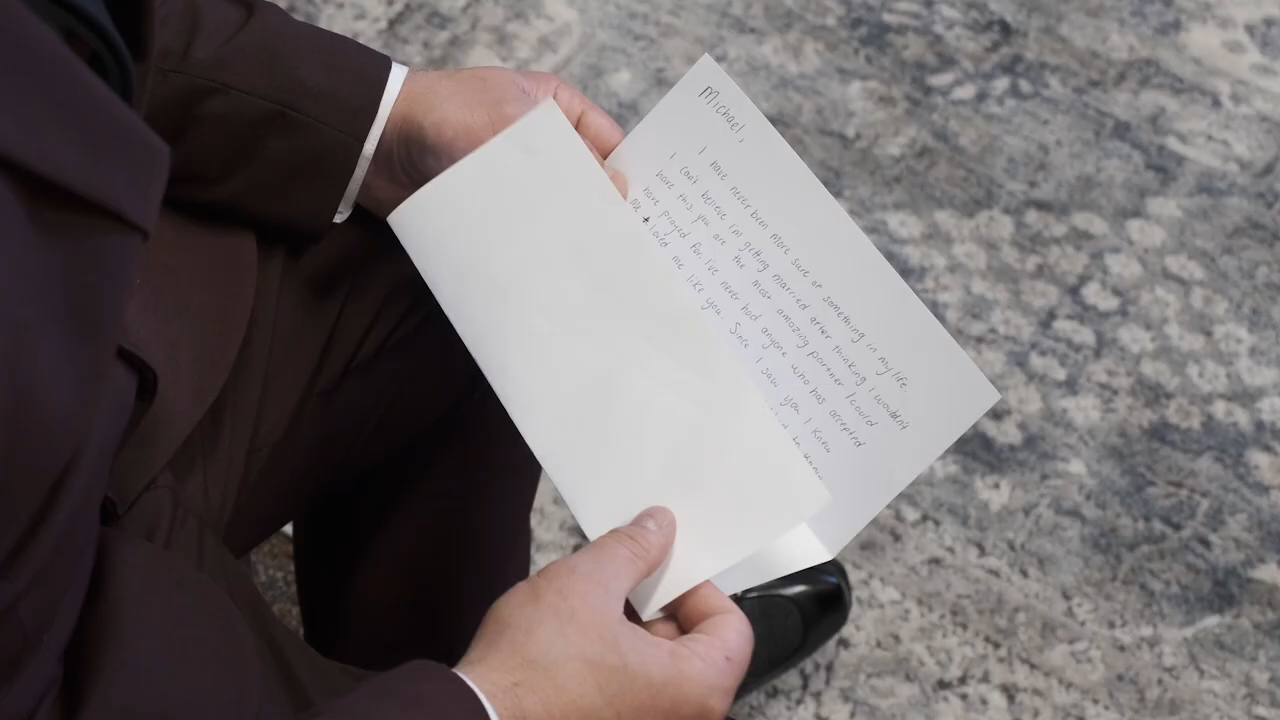 Michael,
I have never been more sure of something in my life.
I can't believe i'm getting married after thinking I wouldn't
have this. you are the most amazing partner I could
have prayed for. I've never had anyone who has accepted
me + loved me like you. Since I saw you I knew